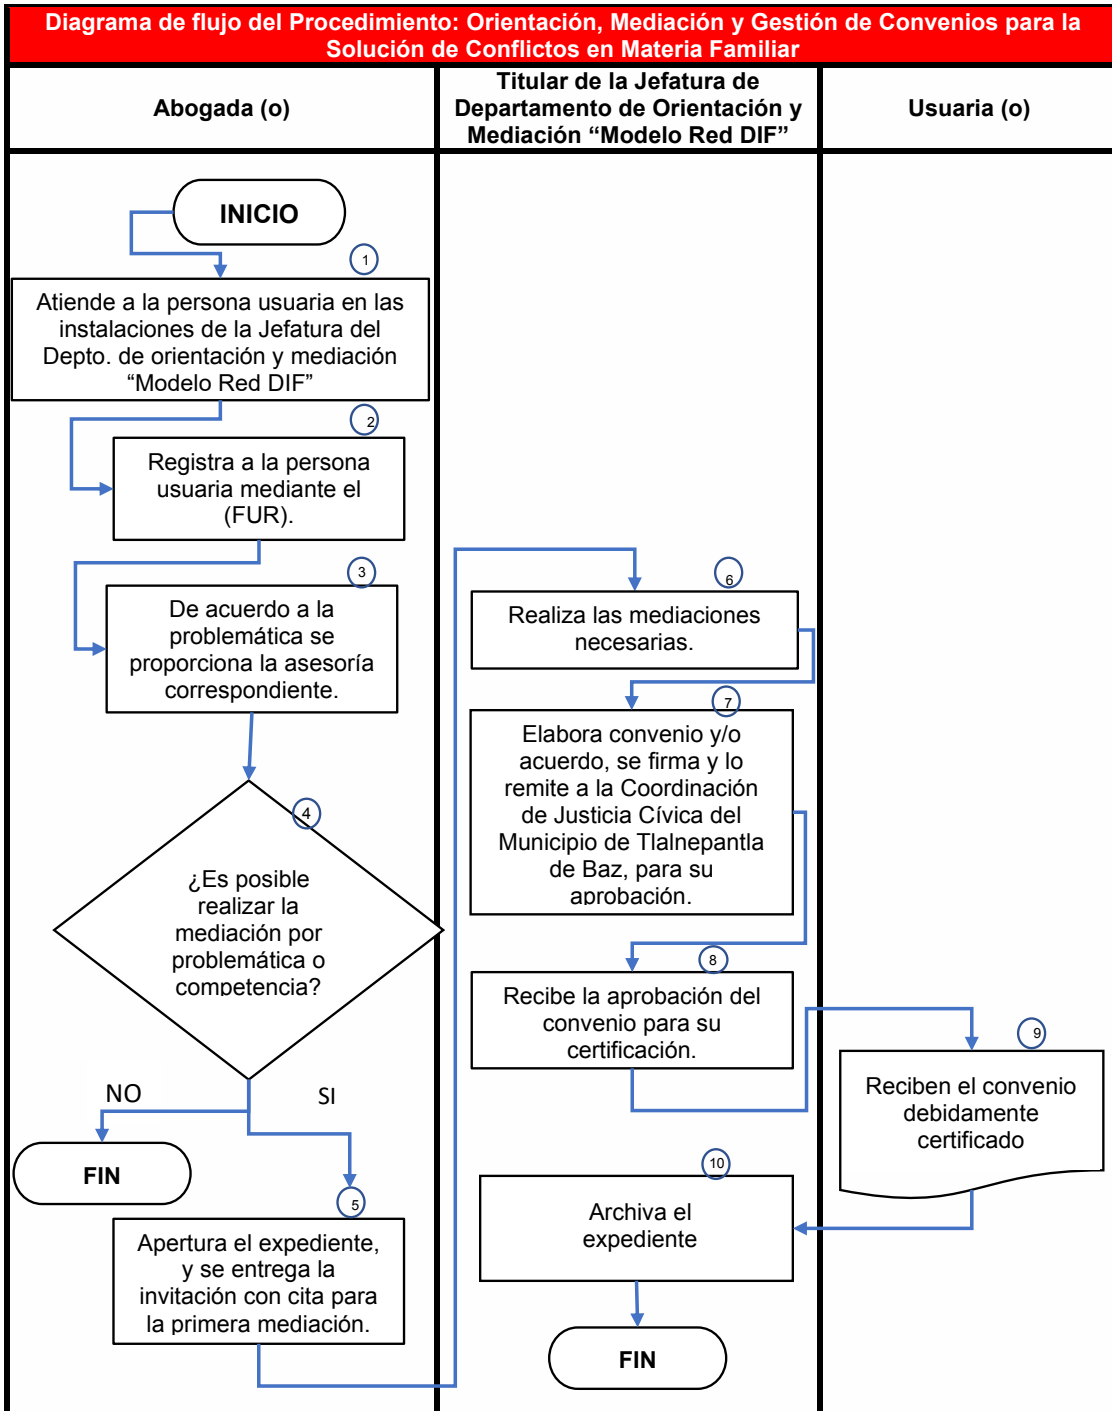 Diagrama de flujo del Procedimiento: Orientación, Mediación y Gestión de Convenios para la
Solución de Conflictos en Materia Familiar
Abogada (o)
Titular de la Jefatura de
Departamento de Orientación y
Mediación “Modelo Red DIF”
Usuaria (o)
INICIO
1
Atiende a la persona usuaria en las
instalaciones de la Jefatura del
Depto. de orientación y mediación
“Modelo Red DIF”
2
Registra a la persona
usuaria mediante el
(FUR).
3
De acuerdo a la
problemática se
proporciona la asesoría
correspondiente.
4
¿Es posible
realizar la
mediación por
problemática o
competencia?
NO
SI
FIN
5
Apertura el expediente,
y se entrega la
invitación con cita para
la primera mediación.
6
Realiza las mediaciones
necesarias.
7
Elabora convenio y/o
acuerdo, se firma y lo
remite a la Coordinación
de Justicia Cívica del
Municipio de Tlalnepantla
de Baz, para su
aprobación.
8
Recibe la aprobación del
convenio para su
certificación.
9
Reciben el convenio
debidamente
certificado
10
Archiva el
expediente
FIN